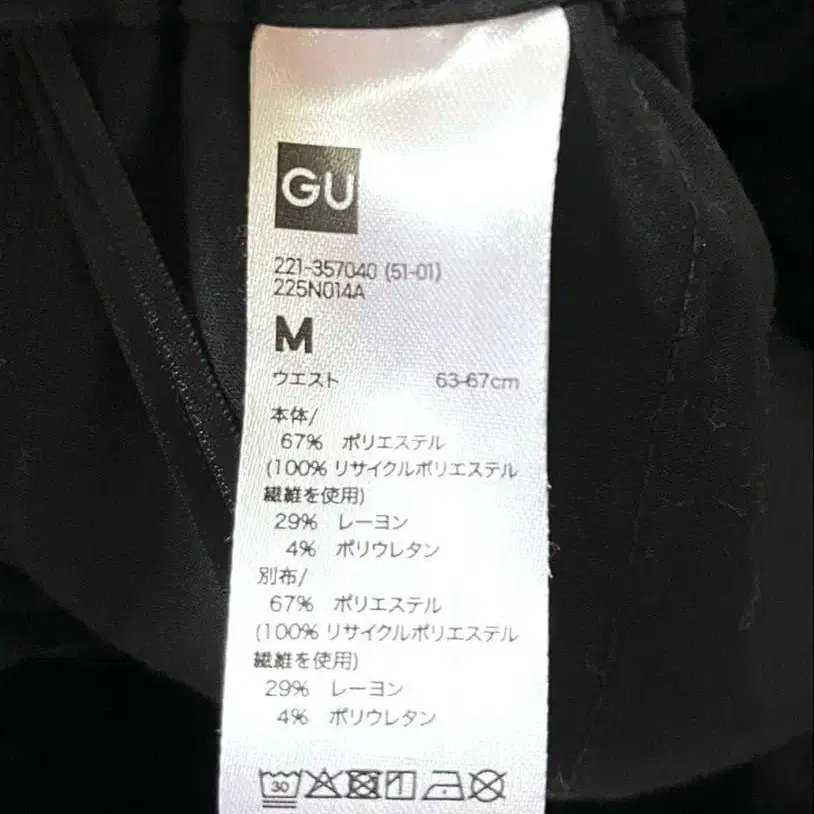 GU
221-357040 (51-01)
225N014A
M
ウエスト 63-67cm
本体/
67% ポリエステル
(100% リサイクルポリエステル
繊維を使用)
29% レーヨン
4% ポリウレタン
別布/
67% ポリエステル
(100% リサイクルポリエステル
繊維を使用)
29% レーヨン
4% ポリウレタン
30